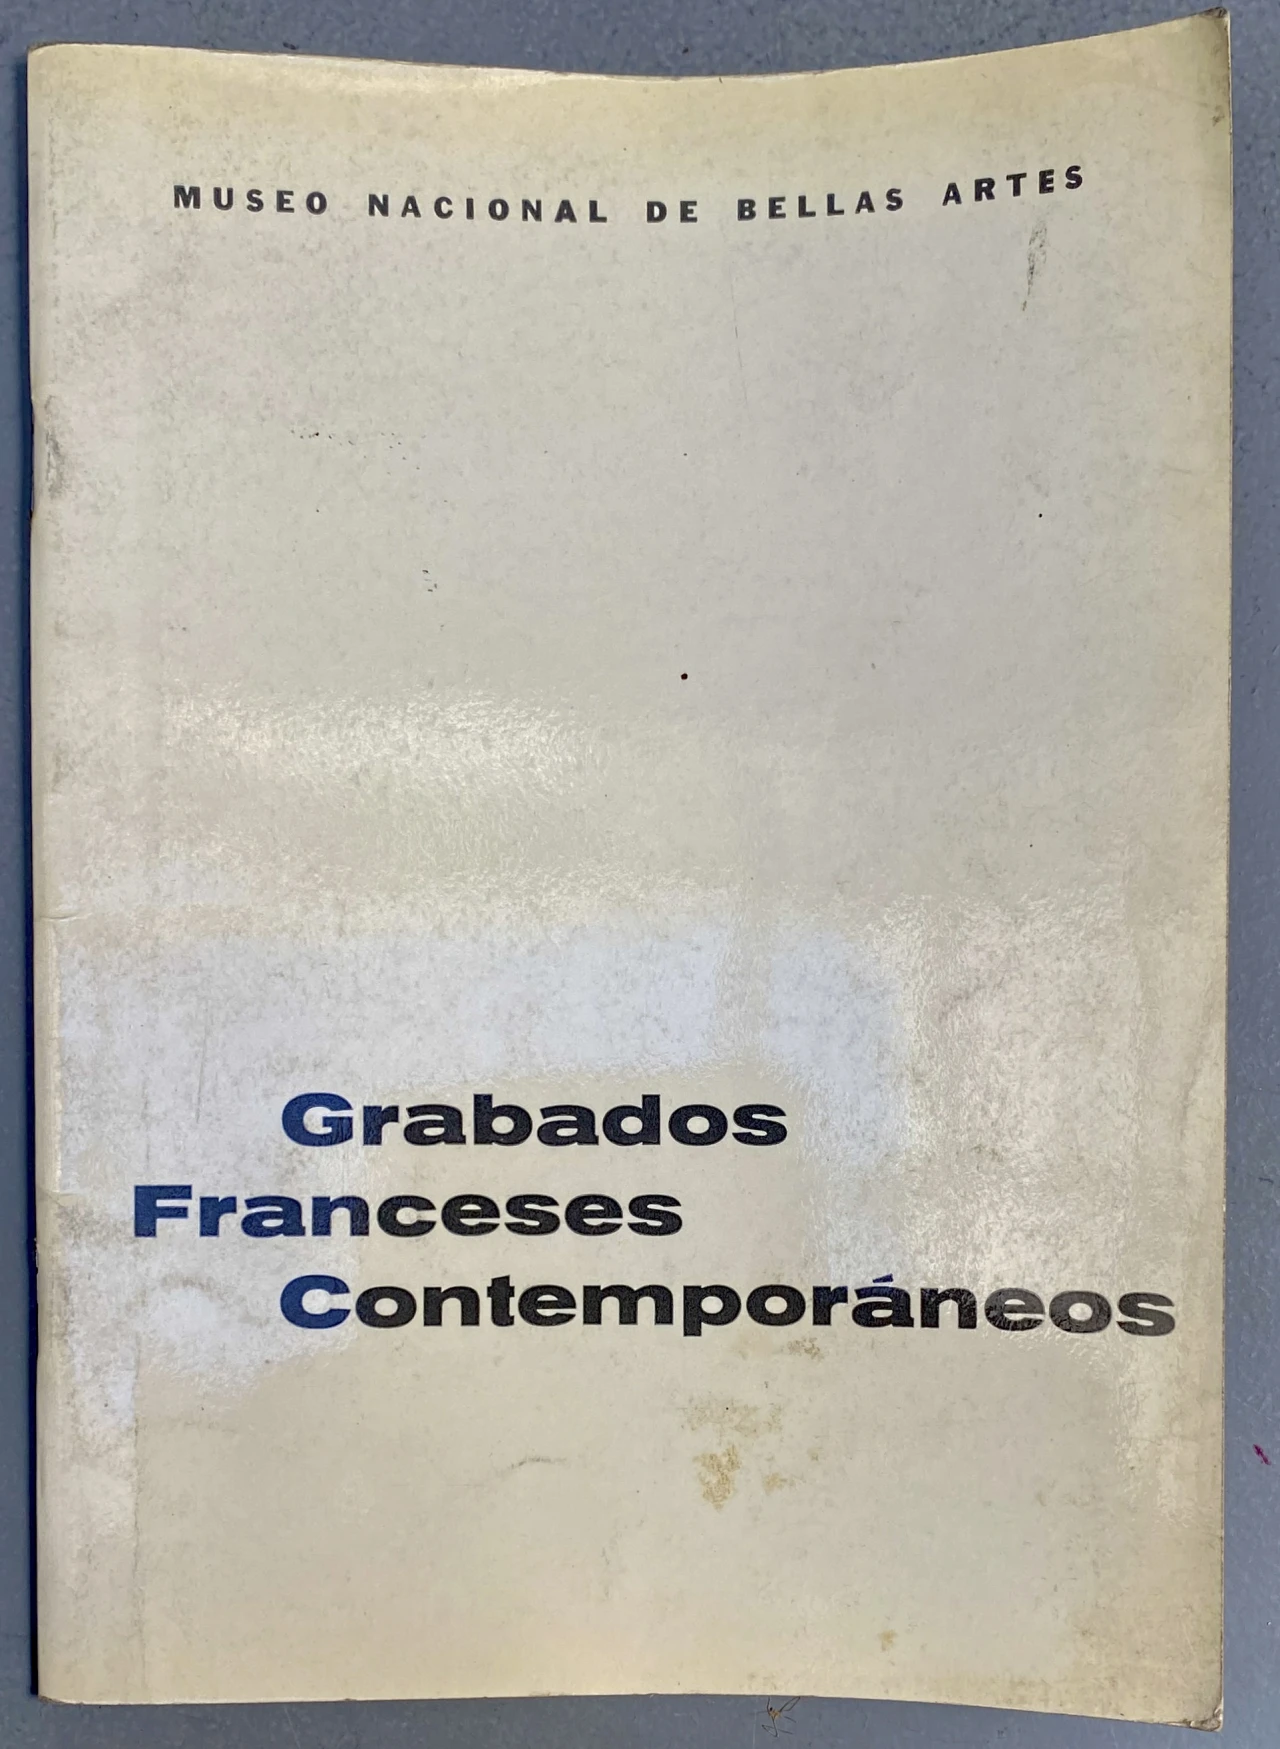 MUSEO NACIONAL DE BELLAS ARTES
Grabados
Franceses
Contemporáneos